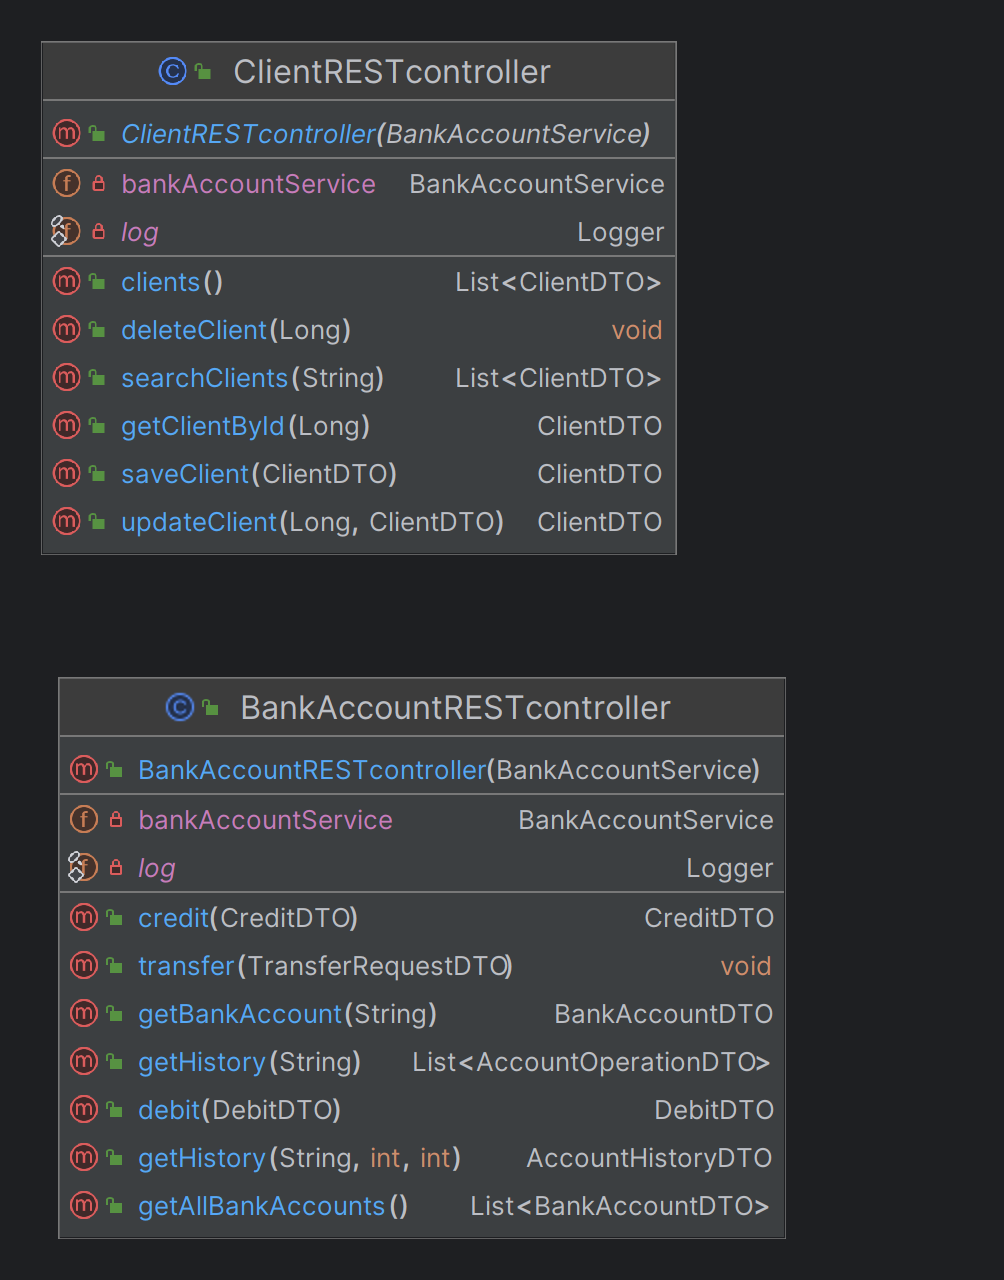 ClientRESTcontroller
ClientRESTcontroller(BankAccountService)
bankAccountService BankAccountService
log Logger
clients() List<ClientDTO>
deleteClient(Long) void
searchClients(String) List<ClientDTO>
getClientById(Long) ClientDTO
saveClient(ClientDTO) ClientDTO
updateClient(Long, ClientDTO) ClientDTO
BankAccountRESTcontroller
BankAccountRESTcontroller(BankAccountService)
bankAccountService BankAccountService
log Logger
credit(CreditDTO) CreditDTO
transfer(TransferRequestDTO) void
getBankAccount(String) BankAccountDTO
getHistory(String) List<AccountOperationDTO>
debit(DebitDTO) DebitDTO
getHistory(String, int, int) AccountHistoryDTO
getAllBankAccounts() List<BankAccountDTO>